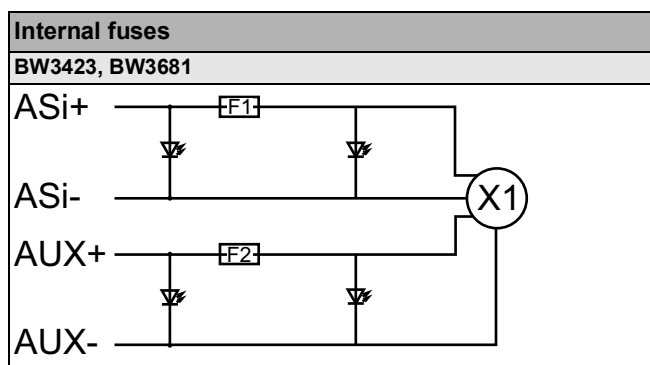 Internal fuses
BW3423, BW3681
ASi+
F1
ASi-
X1
AUX+
F2
AUX-